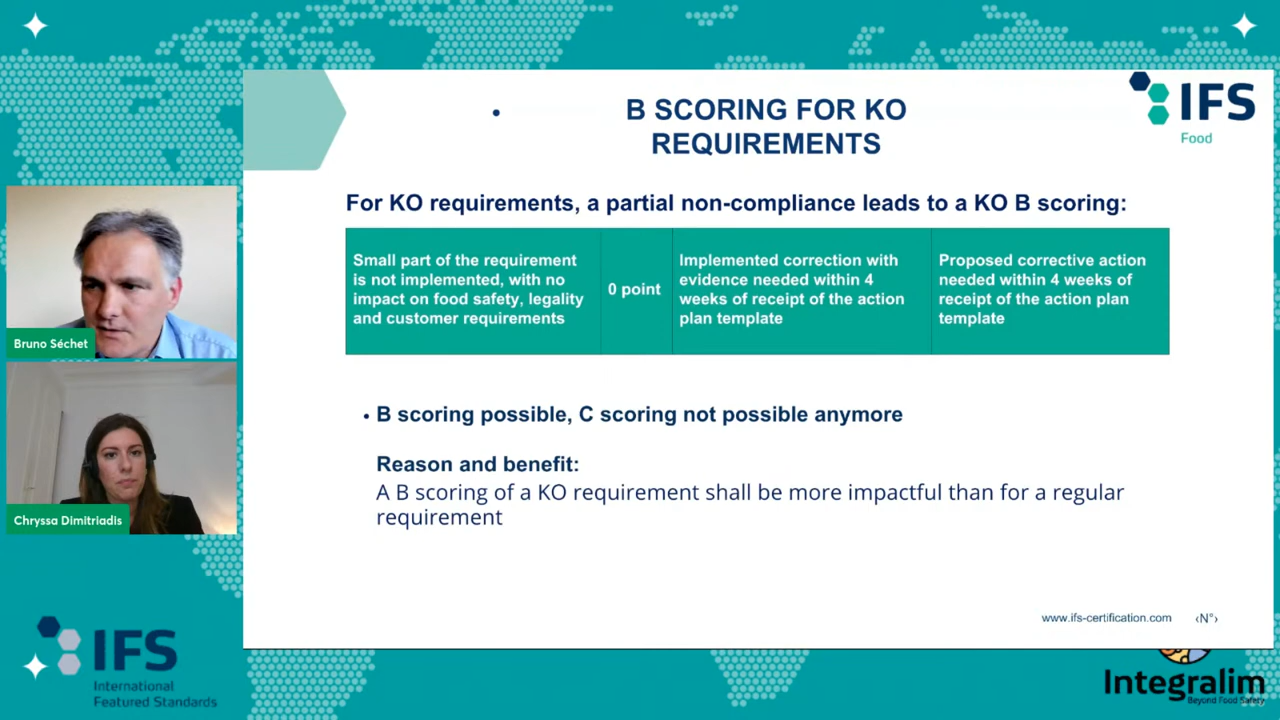 • B SCORING FOR KO
REQUIREMENTS
IFS
Food
For KO requirements, a partial non-compliance leads to a KO B scoring:
Small part of the requirement
is not implemented, with no
impact on food safety, legality
and customer requirements
0 point
Implemented correction with
evidence needed within 4
weeks of receipt of the action
plan template
Proposed corrective action
needed within 4 weeks of
receipt of the action plan
template
• B scoring possible, C scoring not possible anymore
Reason and benefit:
A B scoring of a KO requirement shall be more impactful than for a regular
requirement
www.ifs-certification.com ‹N°›
Bruno Séchet
Chryssa Dimitriadis
IFS
International
Featured Standards
Integralim
Beyond Food Safety